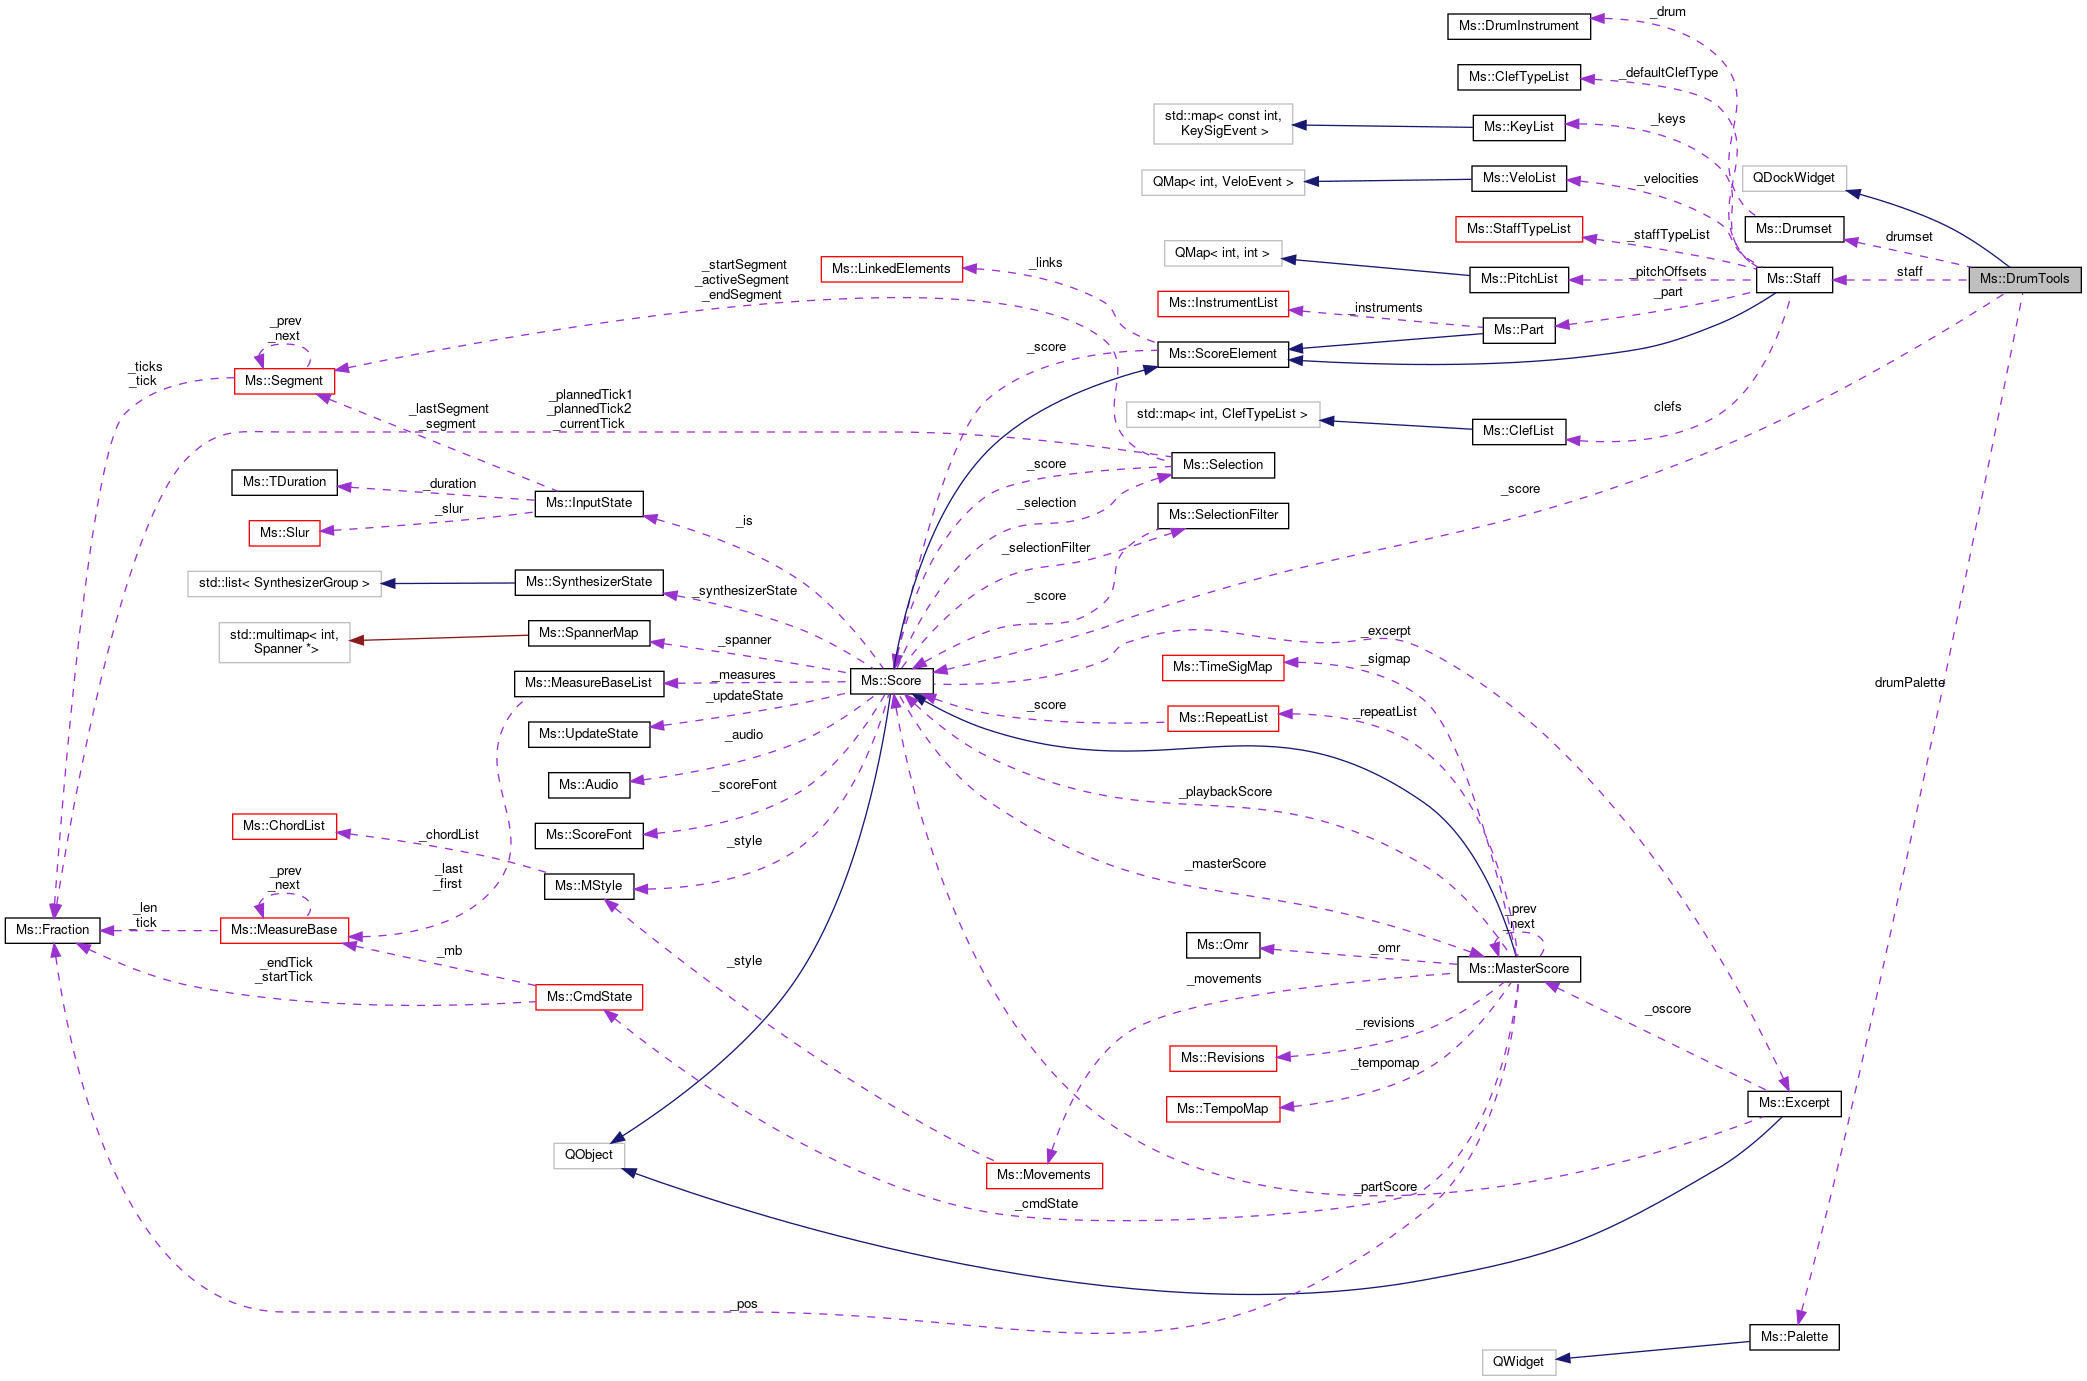 _drum
Ms::DrumInstrument
_defaultClefType
Ms::ClefTypeList
std::map< const int,
KeySigEvent >
Ms::KeyList
_keys
QMap< int, VeloEvent >
Ms::VeloList
_velocities
QDockWidget
Ms::StaffTypeList
_staffTypeList
Ms::Drumset
drumset
QMap< int, int >
Ms::PitchList
_pitchOffsets
Ms::Staff
staff
Ms::DrumTools
_startSegment
_activeSegment
_endSegment
Ms::LinkedElements
_links
Ms::InstrumentList
_instruments
_part
Ms::Part
_prev
_next
_score
Ms::ScoreElement
_ticks
_tick
Ms::Segment
_lastSegment
_segment
_plannedTick1
_plannedTick2
_currentTick
std::map< int, ClefTypeList >
Ms::ClefList
clefs
Ms::TDuration
_duration
_score
Ms::Selection
Ms::Slur
_slur
Ms::InputState
_is
_selection
Ms::SelectionFilter
_score
_selectionFilter
std::list< SynthesizerGroup >
Ms::SynthesizerState
_synthesizerState
_score
std::multimap< int,
Spanner *>
Ms::SpannerMap
_spanner
_excerpt
Ms::MeasureBaseList
_measures
Ms::Score
Ms::TimeSigMap
_sigmap
drumPalette
_updateState
Ms::UpdateState
_score
Ms::RepeatList
_repeatList
_audio
Ms::Audio
_scoreFont
Ms::ScoreFont
_playbackScore
Ms::ChordList
_chordList
_style
_masterScore
_prev
_next
_last
_first
Ms::MStyle
_len
_tick
Ms::Fraction
Ms::MeasureBase
_prev
_next
Ms::Omr
_omr
Ms::MasterScore
_mb
_endTick
_startTick
Ms::CmdState
_style
_movements
_oscore
Ms::Revisions
_revisions
Ms::TempoMap
_tempomap
Ms::Excerpt
QObject
Ms::Movements
_partScore
_cmdState
_pos
Ms::Palette
QWidget